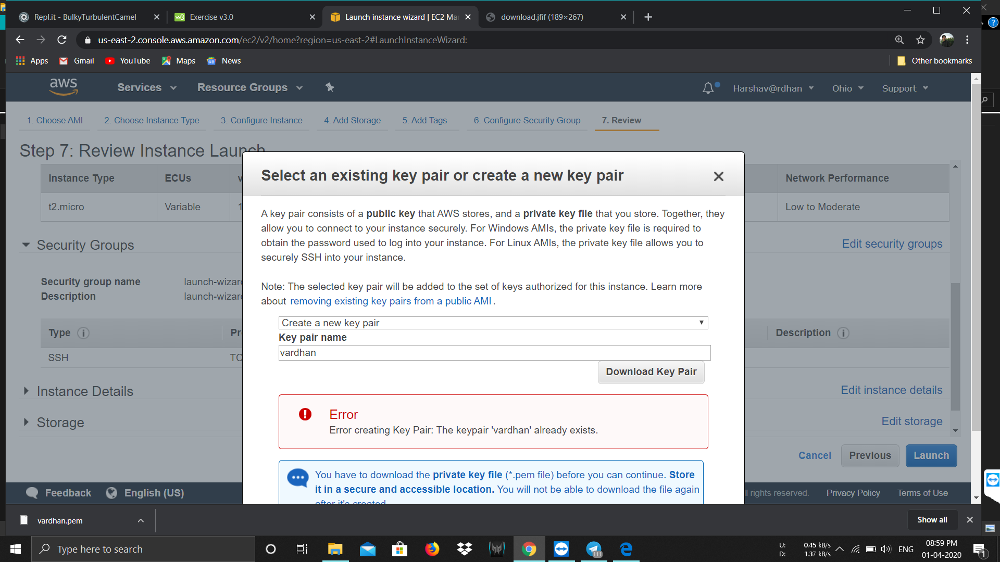 Repl.it - BulkyTurbulentCamel
Exercise v3.0
Launch instance wizard | EC2 Ma
download.jfif (189×267)
us-east-2.console.aws.amazon.com/ec2/v2/home?region=us-east-2#LaunchInstanceWizard:
Apps
Gmail
YouTube
Maps
News
Other bookmarks
aws
Services
Resource Groups
Harshav@rdhan
Ohio
Support
1. Choose AMI
2. Choose Instance Type
3. Configure Instance
4. Add Storage
5. Add Tags
6. Configure Security Group
7. Review
Step 7: Review Instance Launch
Instance Type
ECUs
v
Network Performance
t2.micro
Variable
1
Low to Moderate
Security Groups
Edit security groups
Security group name
launch-wizard
Description
launch-wizard
Type
Pr
Description
SSH
TC
Instance Details
Edit instance details
Storage
Edit storage
Select an existing key pair or create a new key pair
A key pair consists of a public key that AWS stores, and a private key file that you store. Together, they
allow you to connect to your instance securely. For Windows AMIs, the private key file is required to
obtain the password used to log into your instance. For Linux AMIs, the private key file allows you to
securely SSH into your instance.
Note: The selected key pair will be added to the set of keys authorized for this instance. Learn more
about removing existing key pairs from a public AMI.
Create a new key pair
Key pair name
vardhan
Download Key Pair
Error
Error creating Key Pair: The keypair 'vardhan' already exists.
You have to download the private key file (*.pem file) before you can continue. Store
it in a secure and accessible location. You will not be able to download the file again
after it's created.
Cancel
Previous
Launch
Feedback
English (US)
ll rights reserved.
Privacy Policy
Terms of Use
vardhan.pem
Show all
Type here to search
111
U: 0.45 kB/s
D: 1.37 kB/s
ENG
08:59 PM
01-04-2020
1